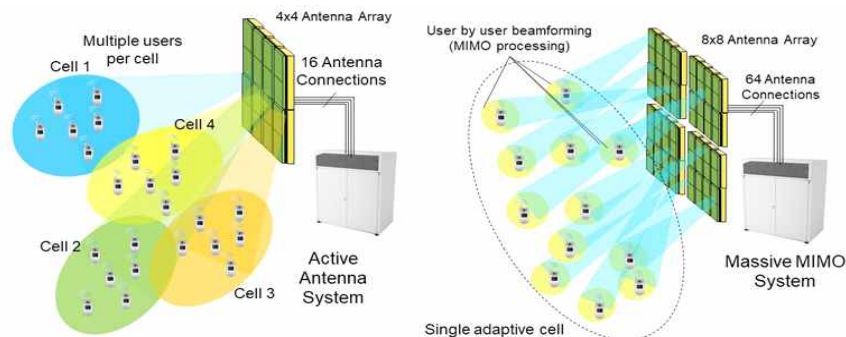 4x4 Antenna Array
Multiple users
per cell
Cell 1
16 Antenna
Connections
Cell 4
Cell 2
Cell 3
Active
Antenna
System
User by user beamforming
(MIMO processing)
8x8 Antenna Array
64 Antenna
Connections
Massive MIMO
System
Single adaptive cell